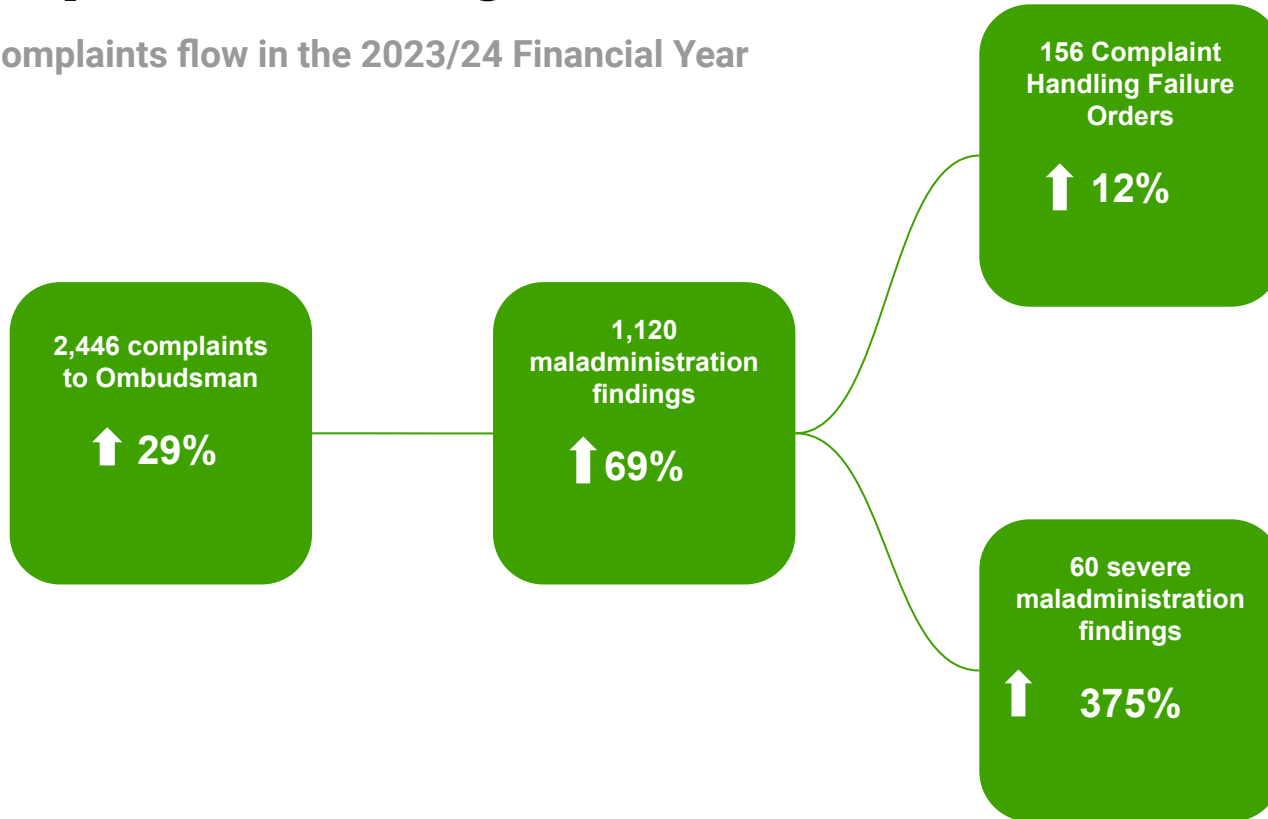 omplaints flow in the 2023/24 Financial Year
156 Complaint
Handling Failure
Orders
⬆ 12%
2,446 complaints
to Ombudsman
⬆ 29%
1,120
maladministration
findings
⬆69%
60 severe
maladministration
findings
⬆ 375%